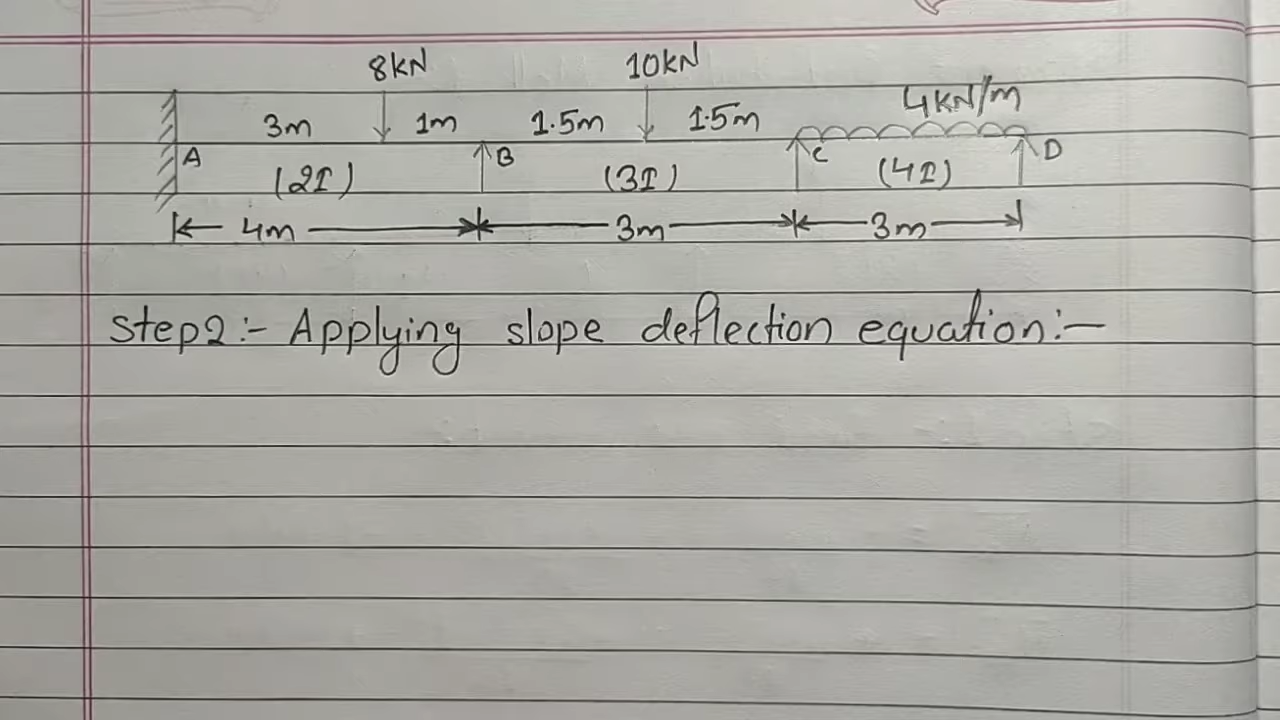 8kN 10kN 4kN/m
3m 1m 1.5m 1.5m
A B C D
(2I) (3I) (4I)
4m 3m 3m
Step2:- Applying slope deflection equation:-